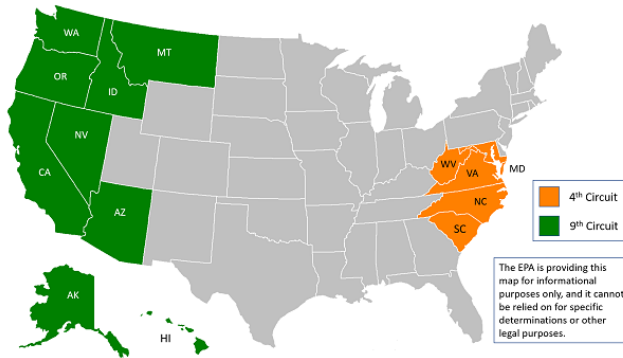 WA
MT
OR
ID
NV
CA
AZ
WV
VA
MD
NC
SC
AK
HI
4th Circuit
9th Circuit
The EPA is providing this
map for informational
purposes only, and it cannot
be relied on for specific
determinations or other
legal purposes.